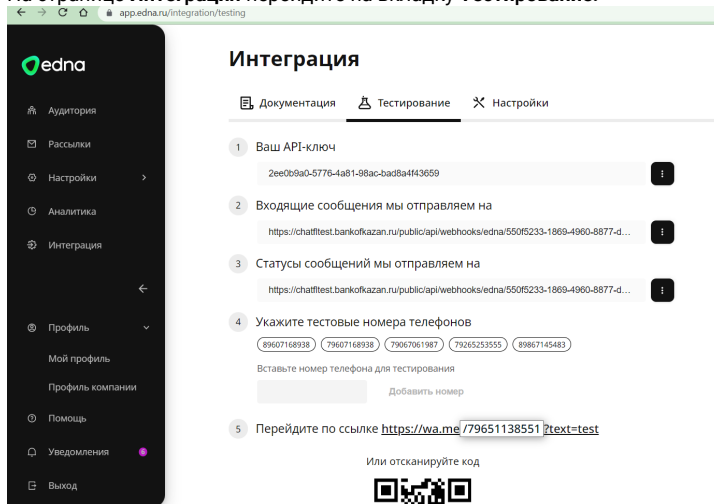 На странице Интеграция перейдите на вкладку Тестирование.
app.edna.ru/integration/testing
edna
Аудитория
Рассылки
Настройки
Аналитика
Интеграция
Профиль
Мой профиль
Профиль компании
Помощь
Уведомления
6
Выход
Интеграция
Документация Тестирование Настройки
1 Ваш API-ключ
2ee0b9a0-5776-4a81-98ac-bad8a4f43659
2 Входящие сообщения мы отправляем на
https://chatfltest.bankofkazan.ru/public/api/webhooks/edna/550f5233-1869-4960-8877-d...
3 Статусы сообщений мы отправляем на
https://chatfltest.bankofkazan.ru/public/api/webhooks/edna/550f5233-1869-4960-8877-d...
4 Укажите тестовые номера телефонов
89607168938 79607168938 79067061987 79265253555 89867145483
Вставьте номер телефона для тестирования
Добавить номер
5 Перейдите по ссылке https://wa.me/79651138551?text=test
Или отсканируйте код